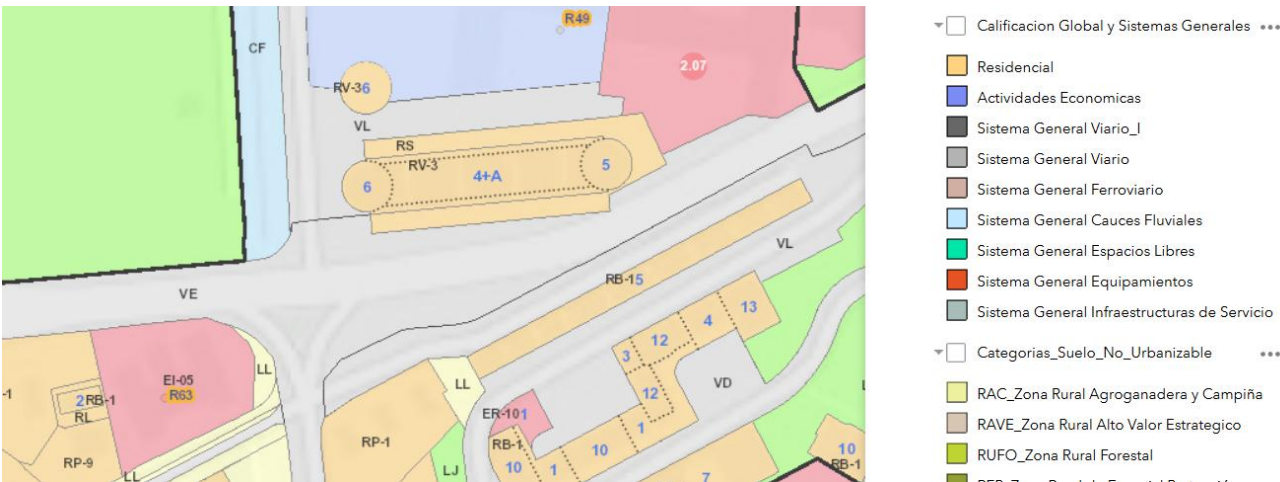 R49
CF
2.07
RV-36
VL
RS
RV-3
4+A
5
6
VL
RB-15
VE
13
4
12
3
LL
EI-05
R63
LL
VD
12
-1
2RB-1
RL
ER-101
1
RP-1
RB-1
10
10
RB-1
RP-9
LL
LJ
10
1
7
Calificacion Global y Sistemas Generales
Residencial
Actividades Economicas
Sistema General Viario_I
Sistema General Viario
Sistema General Ferroviario
Sistema General Cauces Fluviales
Sistema General Espacios Libres
Sistema General Equipamientos
Sistema General Infraestructuras de Servicio
Categorias_Suelo_No_Urbanizable
RAC_Zona Rural Agroganadera y Campiña
RAVE_Zona Rural Alto Valor Estrategico
RUFO_Zona Rural Forestal